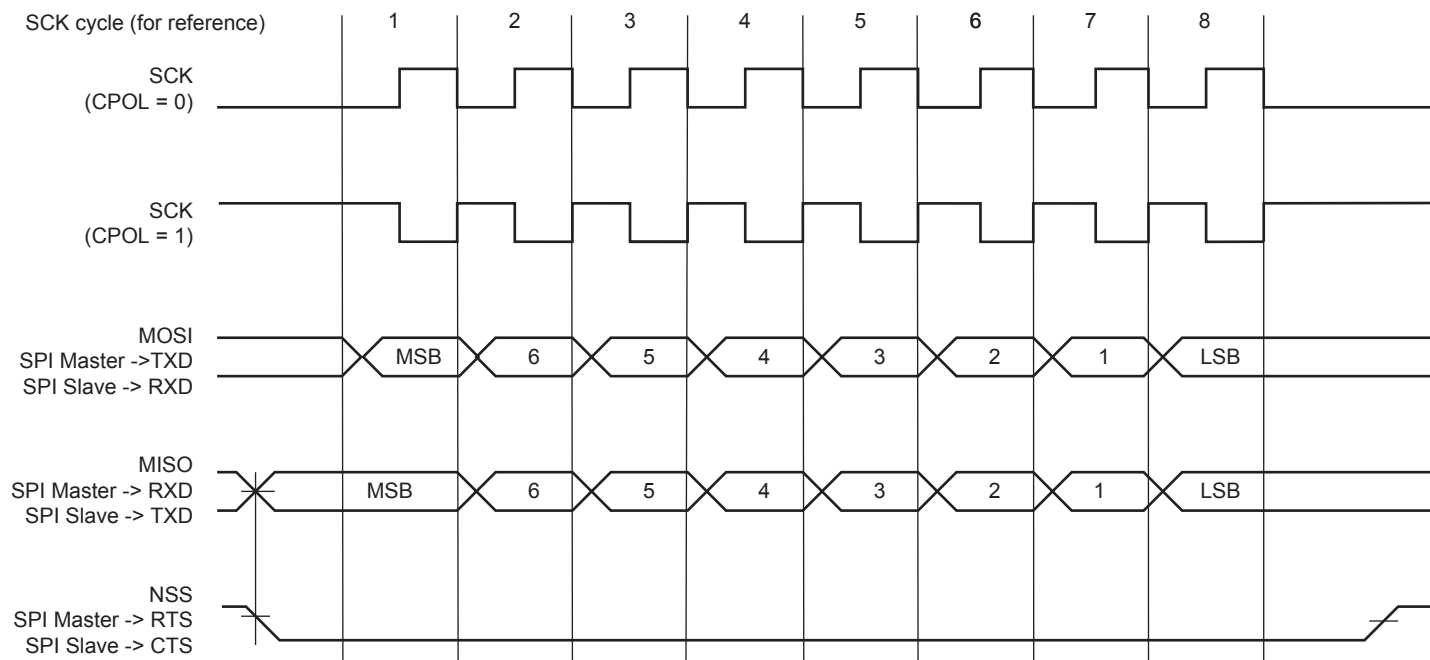 SCK cycle (for reference) 1 2 3 4 5 6 7 8
SCK
(CPOL = 0)
SCK
(CPOL = 1)
MOSI
SPI Master ->TXD
SPI Slave -> RXD
MSB 6 5 4 3 2 1 LSB
MISO
SPI Master -> RXD
SPI Slave -> TXD
MSB 6 5 4 3 2 1 LSB
NSS
SPI Master -> RTS
SPI Slave -> CTS